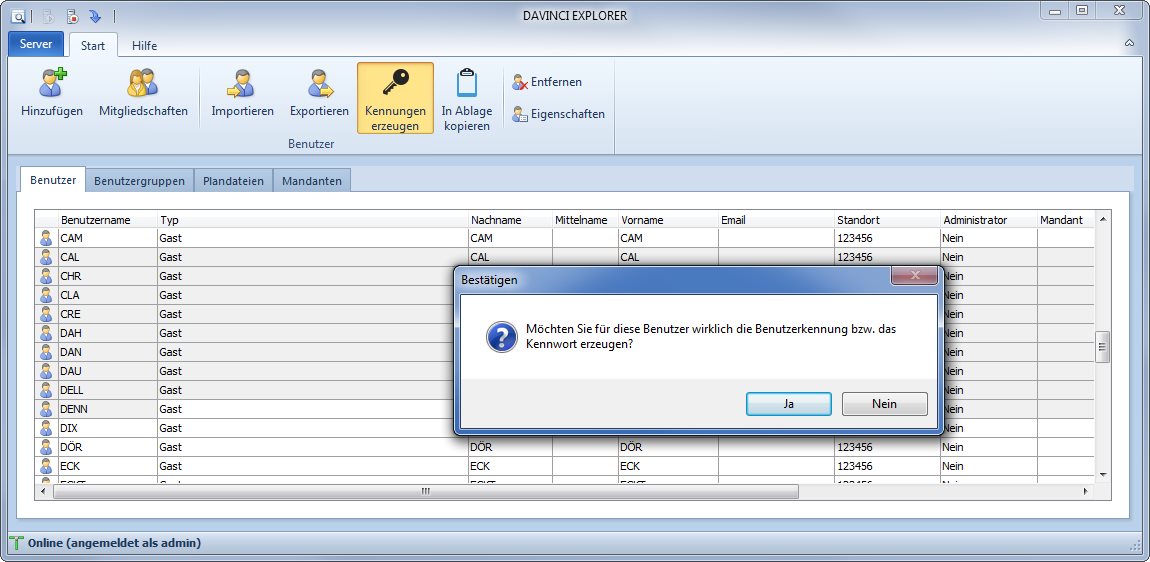 DAVINCI EXPLORER
Server Start Hilfe
Hinzufügen Mitgliedschaften Importieren Exportieren Kennungen erzeugen In Ablage kopieren Entfernen
Eigenschaften
Benutzer
Benutzer Benutzergruppen Plandateien Mandanten
Benutzername Typ Nachname Mittelname Vorname Email Standort Administrator Mandant
CAM Gast CAM CAM 123456 Nein
CAL Gast CAL CAL 123456 Nein
CHR Gast Nein
CLA Gast Nein
CRE Gast Nein
DAH Gast Nein
DAN Gast Nein
DAU Gast Nein
DELL Gast Nein
DENN Gast Nein
DIX Gast Nein
DÖR Gast DÖR DÖR 123456 Nein
ECK Gast ECK ECK 123456 Nein
Bestätigen
Möchten Sie für diese Benutzer wirklich die Benutzerkennung bzw. das
Kennwort erzeugen?
Ja Nein
Online (angemeldet als admin)